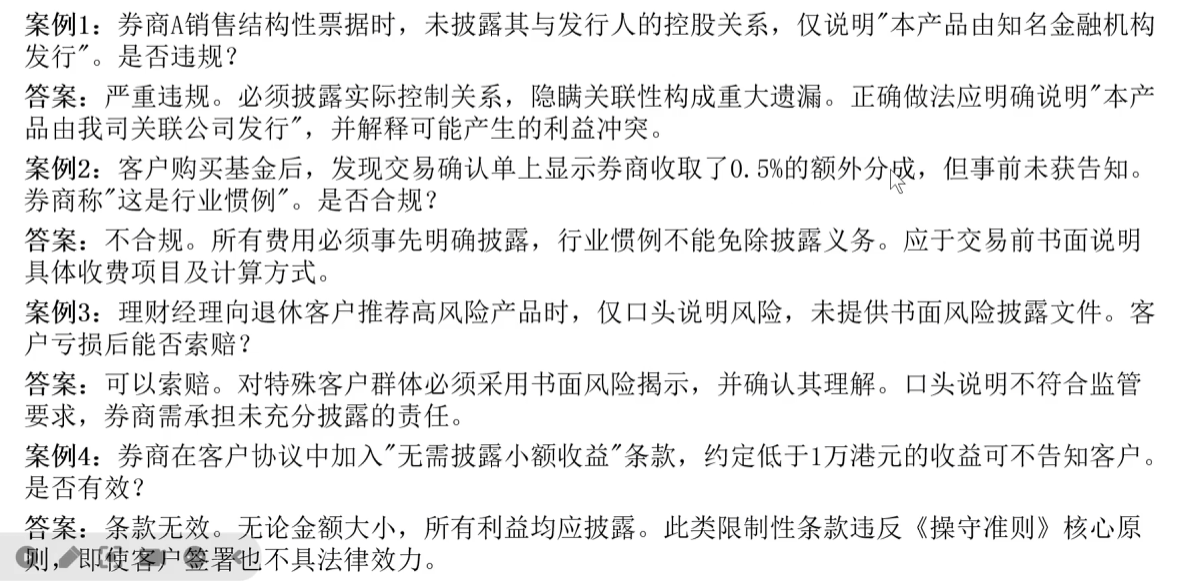 案例1：券商A销售结构性票据时，未披露其与发行人的控股关系，仅说明"本产品由知名金融机构
发行"。是否违规？
答案：严重违规。必须披露实际控制关系，隐瞒关联性构成重大遗漏。正确做法应明确说明"本产
品由我司关联公司发行"，并解释可能产生的利益冲突。
案例2：客户购买基金后，发现交易确认单上显示券商收取了0.5%的额外分成，但事前未获告知。
券商称"这是行业惯例"。是否合规？
答案：不合规。所有费用必须事先明确披露，行业惯例不能免除披露义务。应于交易前书面说明
具体收费项目及计算方式。
案例3：理财经理向退休客户推荐高风险产品时，仅口头说明风险，未提供书面风险披露文件。客
户亏损后能否索赔？
答案：可以索赔。对特殊客户群体必须采用书面风险揭示，并确认其理解。口头说明不符合监管
要求，券商需承担未充分披露的责任。
案例4：券商在客户协议中加入"无需披露小额收益"条款，约定低于1万港元的收益可不告知客户。
是否有效？
答案：条款无效。无论金额大小，所有利益均应披露。此类限制性条款违反《操守准则》核心原
则，即使客户签署也不具法律效力。